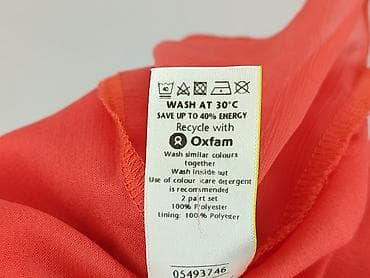 WASH AT 30°C
SAVE UP TO 40% ENERGY
Recycle with
Oxfam
Wash similar colours
together
Wash inside out
Use of colour care detergent
is recommended
2 part set
100% Polyester
Lining: 100% Polyester
05493746